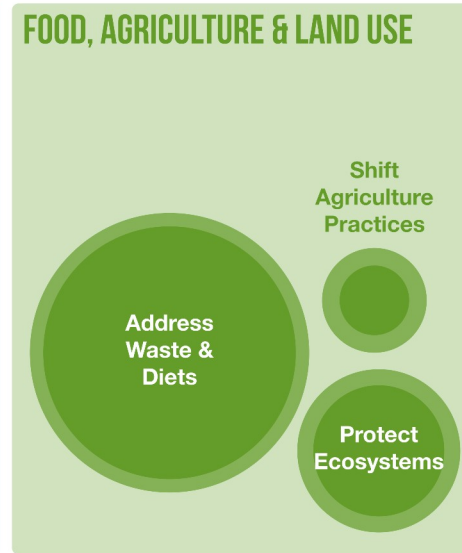 FOOD, AGRICULTURE & LAND USE
Shift
Agriculture
Practices
Address
Waste &
Diets
Protect
Ecosystems